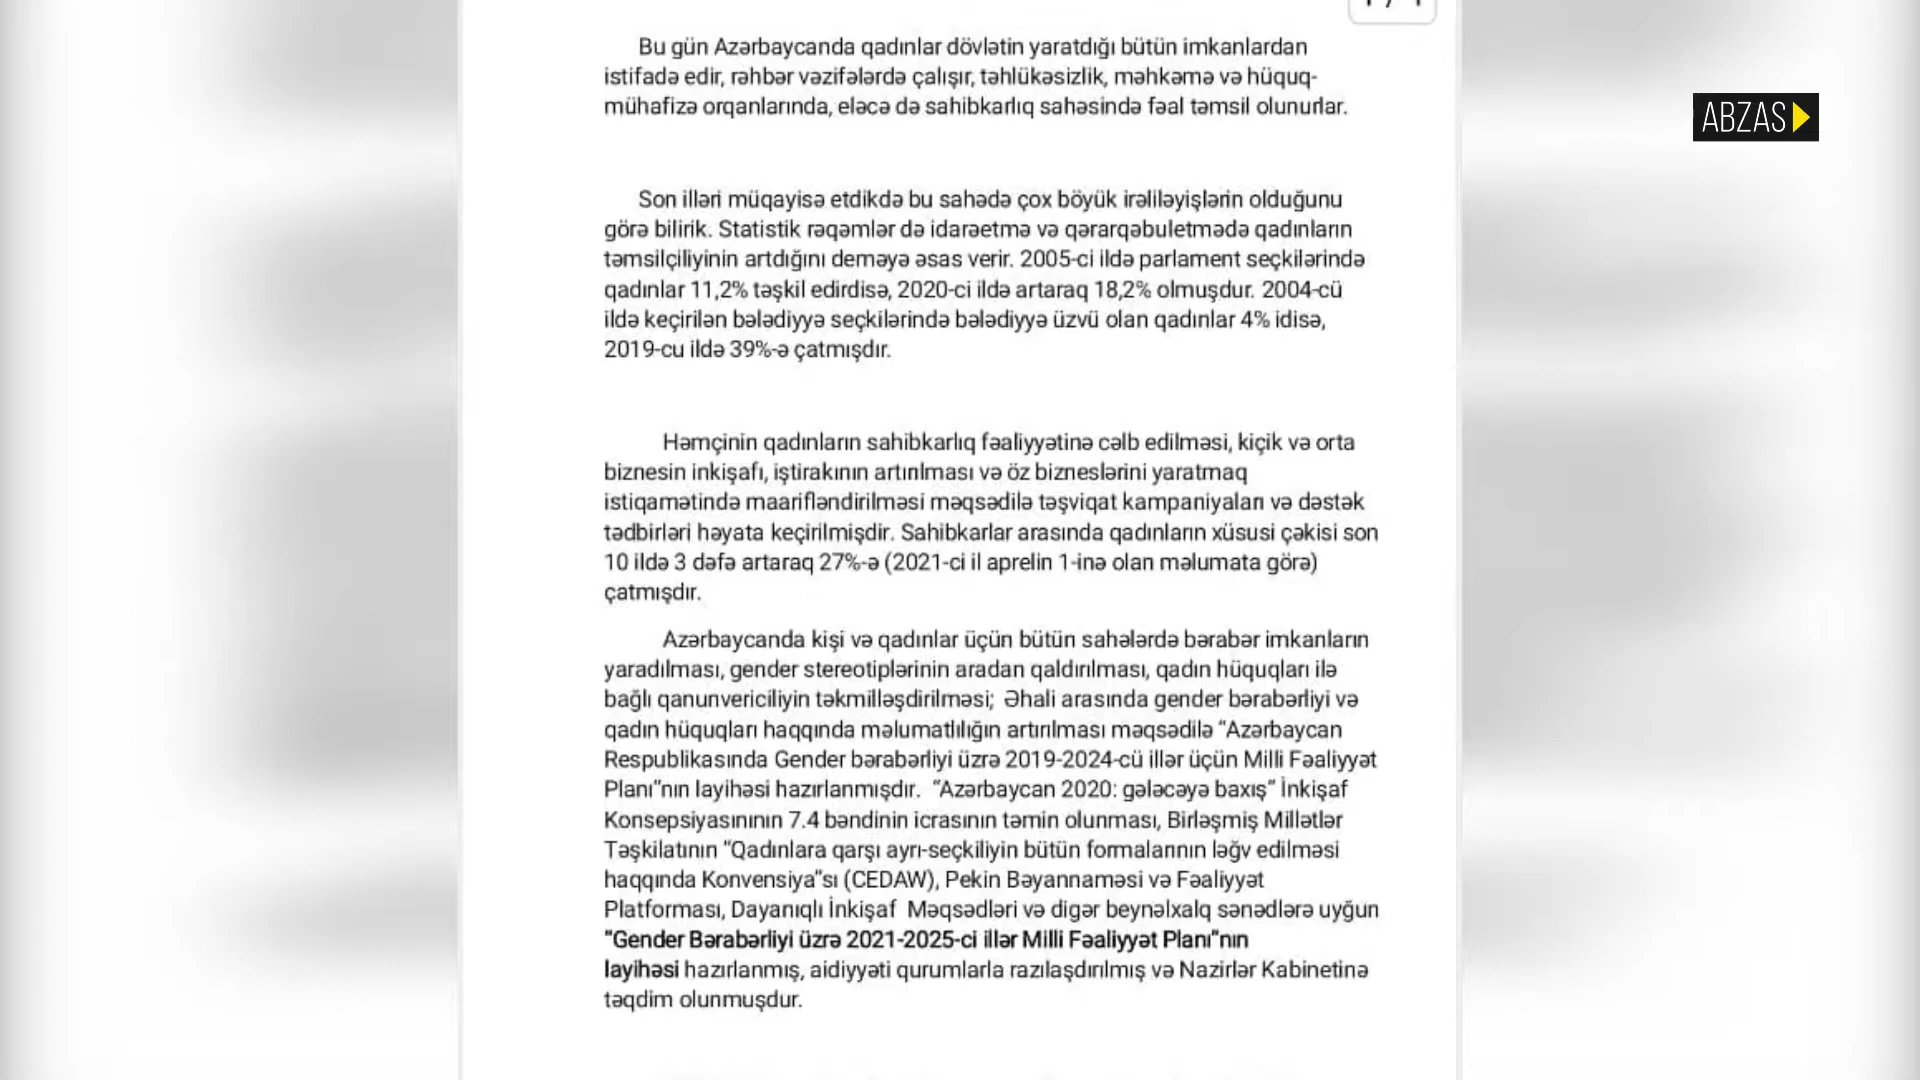 Bu gün Azərbaycanda qadınlar dövlətin yaratdığı bütün imkanlardan
istifadə edir, rəhbər vəzifələrdə çalışır, təhlükəsizlik, məhkəmə və hüquq-
mühafizə orqanlarında, eləcə də sahibkarlıq sahəsində fəal təmsil olunurlar.
ABZAS
Son illəri müqayisə etdikdə bu sahədə çox böyük irəliləyişlərin olduğunu
görə bilirik. Statistik rəqəmlər də idarəetmə və qərarqəbuletmədə qadınların
təmsilçiliyinin artdığını deməyə əsas verir. 2005-ci ildə parlament seçkilərində
qadınlar 11,2% təşkil edirdisə, 2020-ci ildə artaraq 18,2% olmuşdur. 2004-cü
ildə keçirilən bələdiyyə seçkilərində bələdiyyə üzvü olan qadınlar 4% idisə,
2019-cu ildə 39%-ə çatmışdır.
Həmçinin qadınların sahibkarlıq fəaliyyətinə cəlb edilməsi, kiçik və orta
biznesin inkişafı, iştirakının artırılması və öz bizneslərini yaratmaq
istiqamətində maarifləndirilməsi məqsədilə təşviqat kampaniyaları və dəstək
tədbirləri həyata keçirilmişdir. Sahibkarlar arasında qadınların xüsusi çəkisi son
10 ildə 3 dəfə artaraq 27%-ə (2021-ci il aprelin 1-inə olan məlumata görə)
çatmışdır.
Azərbaycanda kişi və qadınlar üçün bütün sahələrdə bərabər imkanların
yaradılması, gender stereotiplərinin aradan qaldırılması, qadın hüquqları ilə
bağlı qanunvericiliyin təkmilləşdirilməsi; Əhali arasında gender bərabərliyi və
qadın hüquqları haqqında məlumatlılığın artırılması məqsədilə "Azərbaycan
Respublikasında Gender bərabərliyi üzrə 2019-2024-cü illər üçün Milli Fəaliyyət
Planı"nın layihəsi hazırlanmışdır. "Azərbaycan 2020: gələcəyə baxış" İnkişaf
Konsepsiyasınının 7.4 bəndinin icrasının təmin olunması, Birləşmiş Millətlər
Təşkilatının "Qadınlara qarşı ayrı-seçkiliyin bütün formalarının ləğv edilməsi
haqqında Konvensiya"sı (CEDAW), Pekin Bəyannaməsi və Fəaliyyət
Platforması, Dayanıqlı İnkişaf Məqsədləri və digər beynəlxalq sənədlərə uyğun
"Gender Bərabərliyi üzrə 2021-2025-ci illər Milli Fəaliyyət Planı"nın
layihəsi hazırlanmış, aidiyyəti qurumlarla razılaşdırılmış və Nazirlər Kabinetinə
təqdim olunmuşdur.